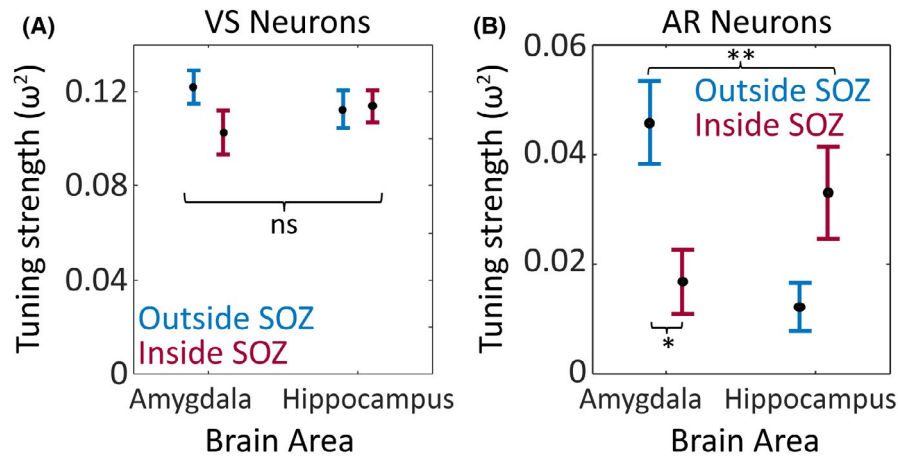 (A)
VS Neurons
Tuning strength (ω²)
0.12
0.08
0.04
0
ns
Outside SOZ
Inside SOZ
Amygdala
Hippocampus
Brain Area
(B)
AR Neurons
Tuning strength (ω²)
0.06
0.04
0.02
0
**
Outside SOZ
Inside SOZ
*
Amygdala
Hippocampus
Brain Area